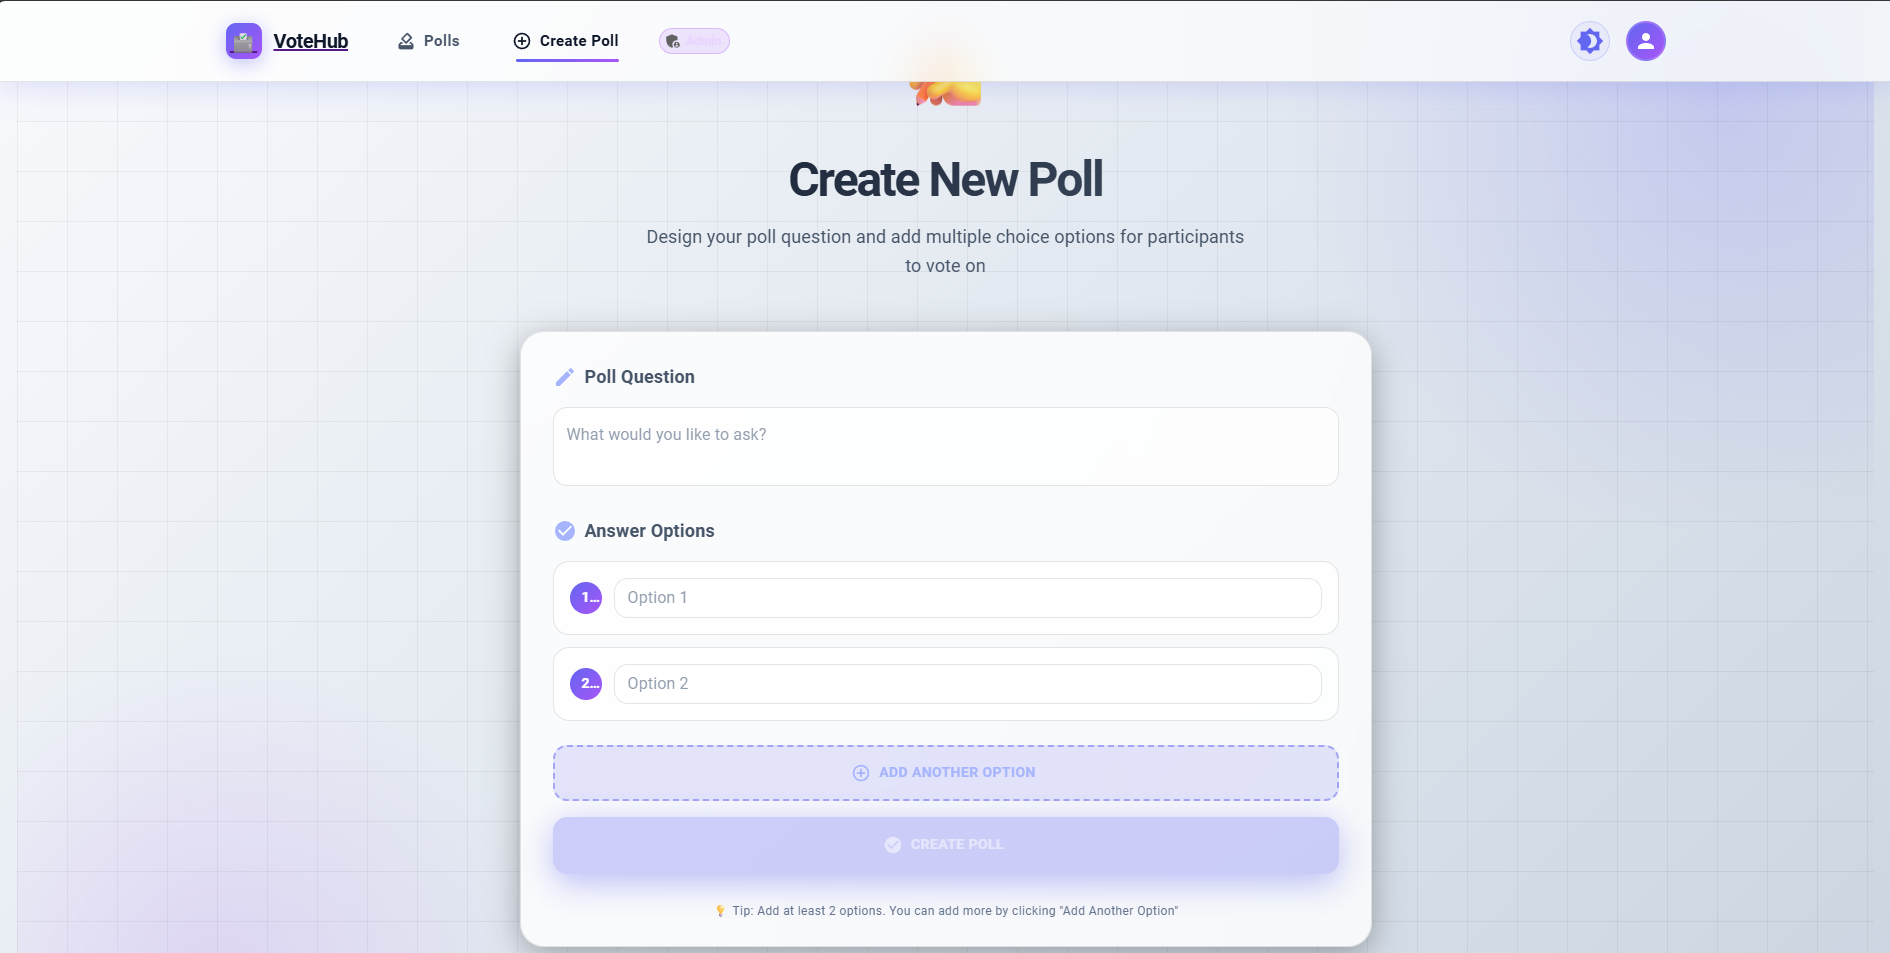 VoteHub
Polls
Create Poll
Admin
Create New Poll
Design your poll question and add multiple choice options for participants
to vote on
Poll Question
What would you like to ask?
Answer Options
1...
Option 1
2...
Option 2
ADD ANOTHER OPTION
CREATE POLL
Tip: Add at least 2 options. You can add more by clicking "Add Another Option"